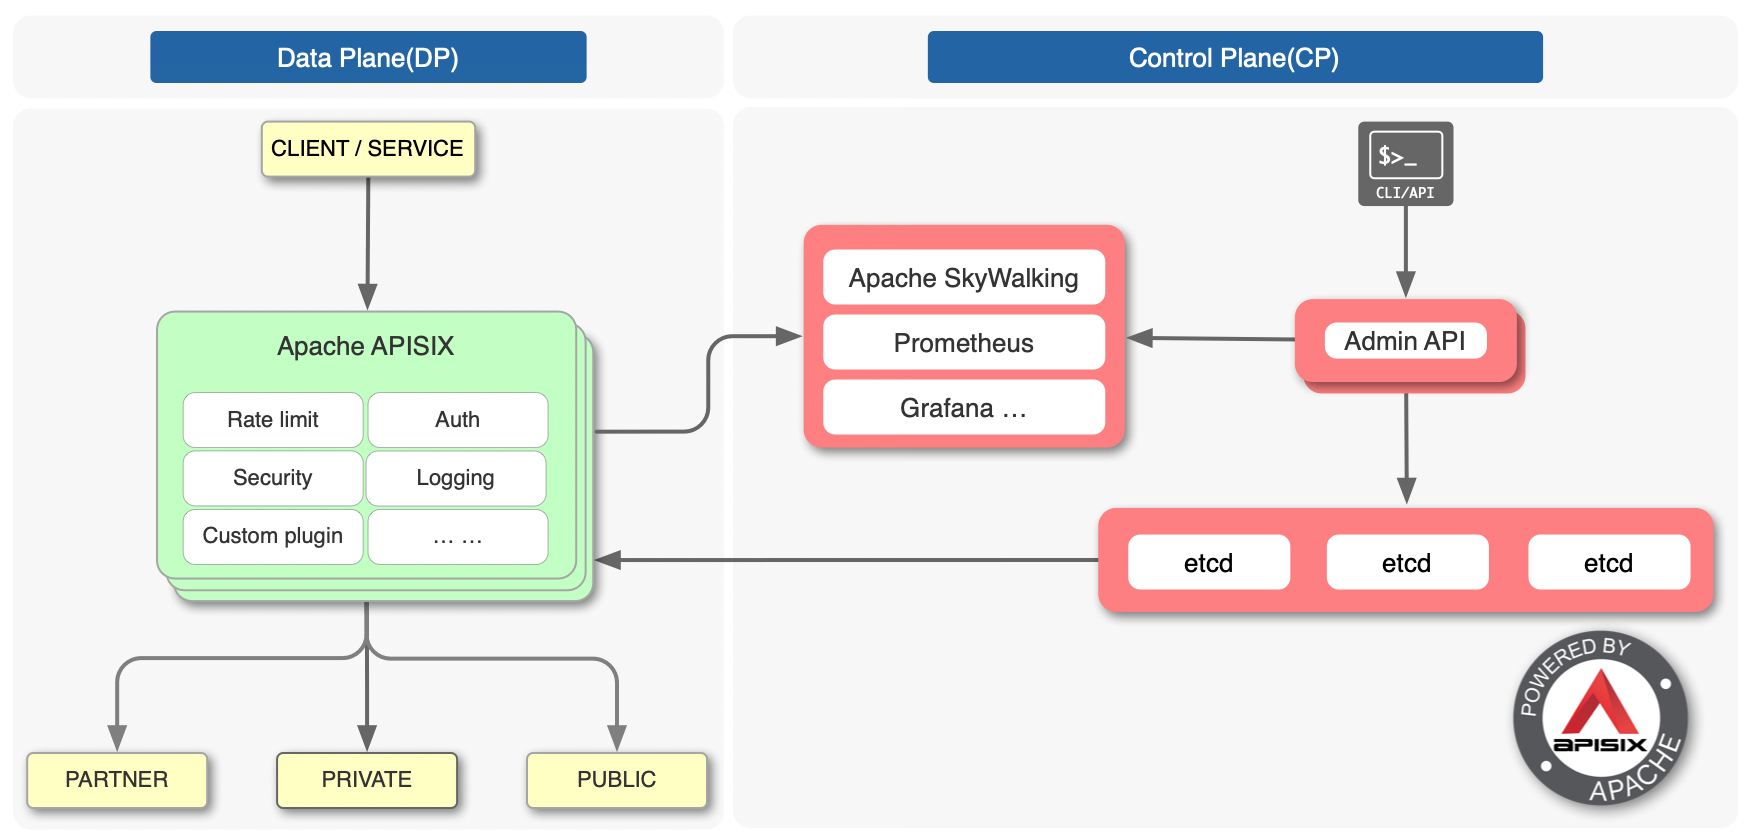 Data Plane(DP)
Control Plane(CP)
CLIENT / SERVICE
$>_
CLI/API
Apache APISIX
Rate limit
Auth
Security
Logging
Custom plugin
... ...
Apache SkyWalking
Prometheus
Grafana ...
Admin API
etcd
etcd
etcd
PARTNER
PRIVATE
PUBLIC
POWERED BY
APISIX
APACHE